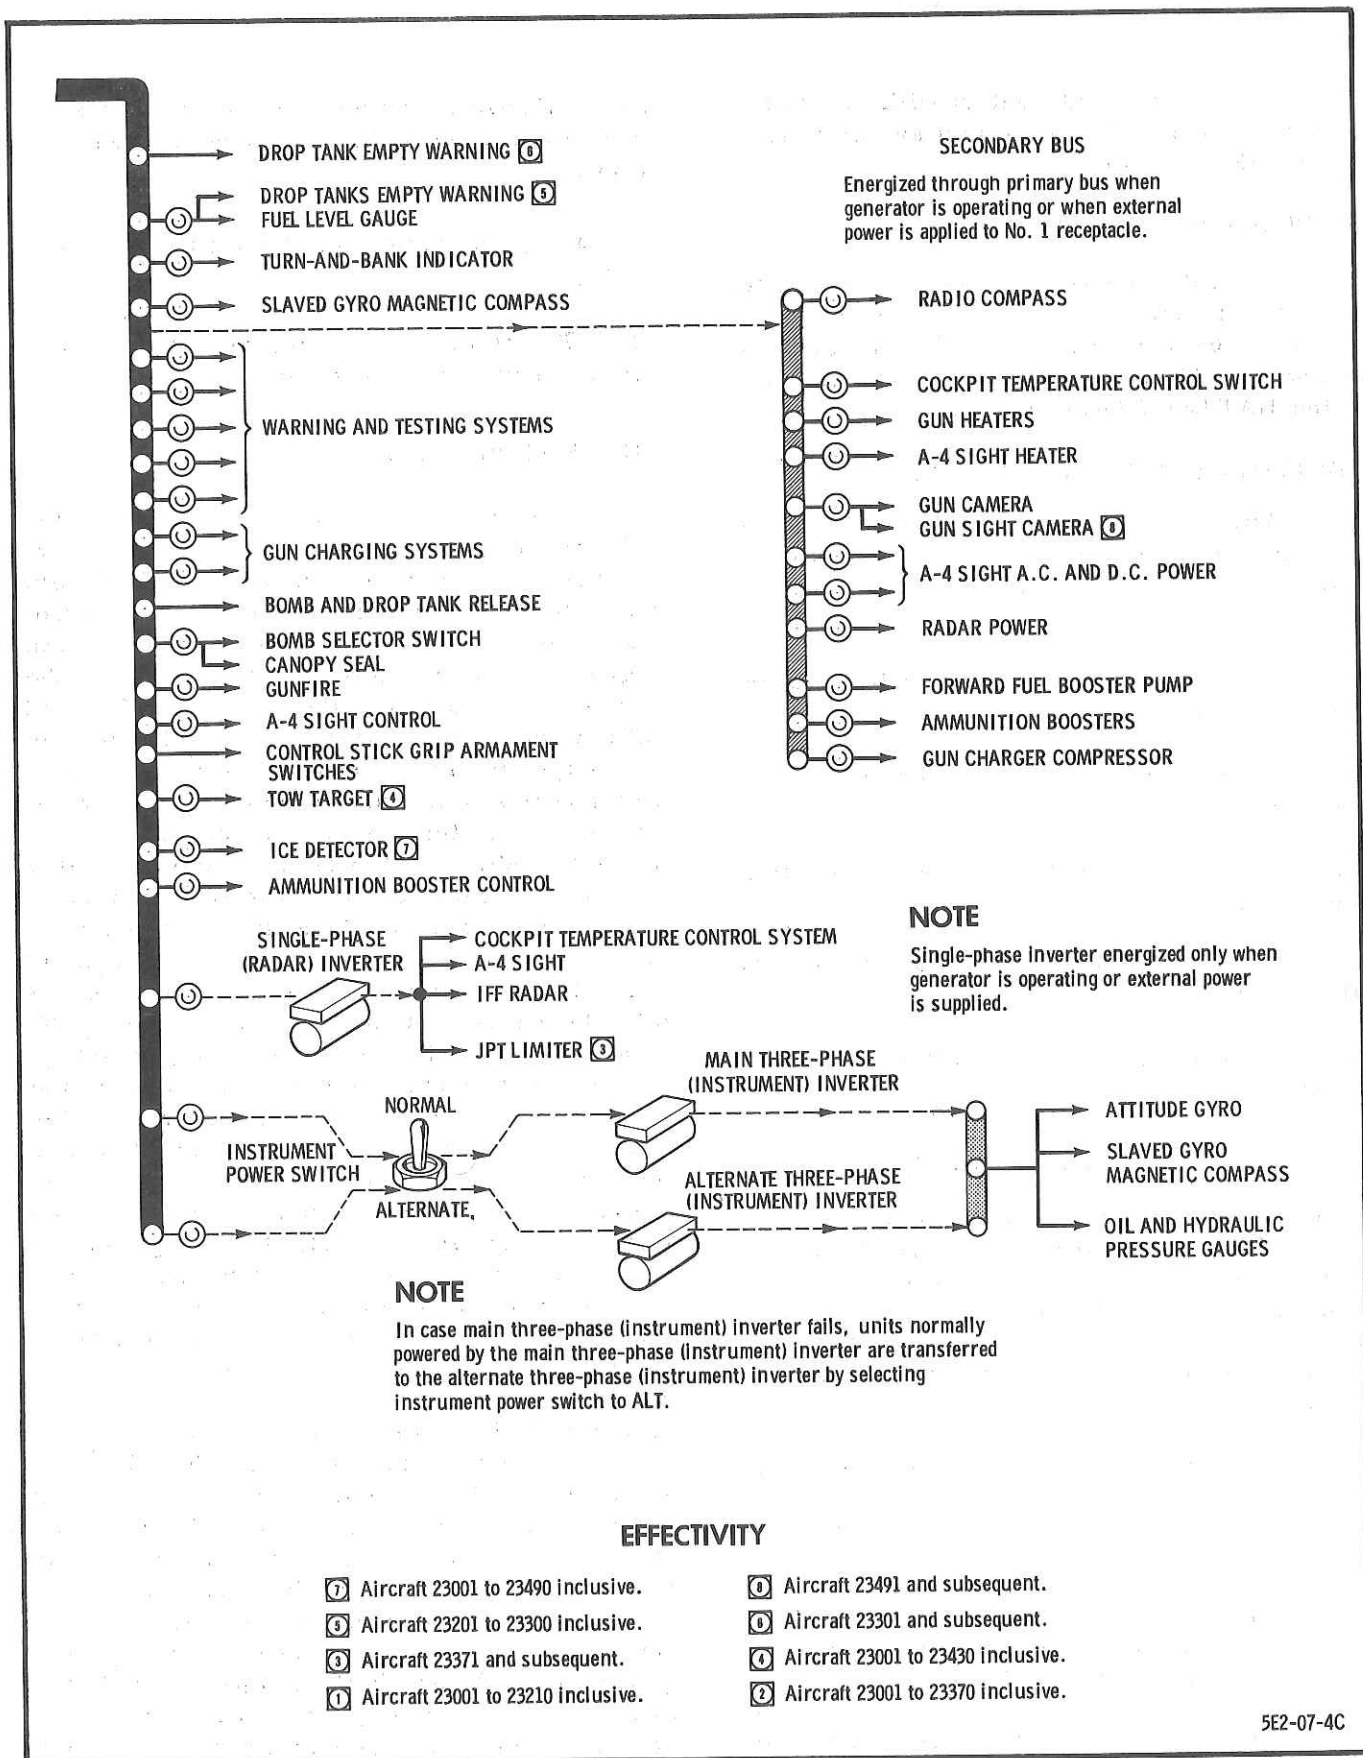 DROP TANK EMPTY WARNING 6
DROP TANKS EMPTY WARNING 5
FUEL LEVEL GAUGE
TURN-AND-BANK INDICATOR
SLAVED GYRO MAGNETIC COMPASS
WARNING AND TESTING SYSTEMS
GUN CHARGING SYSTEMS
BOMB AND DROP TANK RELEASE
BOMB SELECTOR SWITCH
CANOPY SEAL
GUNFIRE
A-4 SIGHT CONTROL
CONTROL STICK GRIP ARMAMENT
SWITCHES
TOW TARGET 4
ICE DETECTOR 7
AMMUNITION BOOSTER CONTROL
SECONDARY BUS
Energized through primary bus when
generator is operating or when external
power is applied to No. 1 receptacle.
RADIO COMPASS
COCKPIT TEMPERATURE CONTROL SWITCH
GUN HEATERS
A-4 SIGHT HEATER
GUN CAMERA
GUN SIGHT CAMERA 8
A-4 SIGHT A.C. AND D.C. POWER
RADAR POWER
FORWARD FUEL BOOSTER PUMP
AMMUNITION BOOSTERS
GUN CHARGER COMPRESSOR
SINGLE-PHASE
(RADAR) INVERTER
COCKPIT TEMPERATURE CONTROL SYSTEM
A-4 SIGHT
IFF RADAR
JPT LIMITER 3
NOTE
Single-phase inverter energized only when
generator is operating or external power
is supplied.
INSTRUMENT
POWER SWITCH
NORMAL
ALTERNATE
MAIN THREE-PHASE
(INSTRUMENT) INVERTER
ALTERNATE THREE-PHASE
(INSTRUMENT) INVERTER
ATTITUDE GYRO
SLAVED GYRO
MAGNETIC COMPASS
OIL AND HYDRAULIC
PRESSURE GAUGES
NOTE
In case main three-phase (instrument) inverter fails, units normally
powered by the main three-phase (instrument) inverter are transferred
to the alternate three-phase (instrument) inverter by selecting
instrument power switch to ALT.
EFFECTIVITY
7 Aircraft 23001 to 23490 inclusive.
5 Aircraft 23201 to 23300 inclusive.
3 Aircraft 23371 and subsequent.
1 Aircraft 23001 to 23210 inclusive.
8 Aircraft 23491 and subsequent.
6 Aircraft 23301 and subsequent.
4 Aircraft 23001 to 23430 inclusive.
2 Aircraft 23001 to 23370 inclusive.
5E2-07-4C